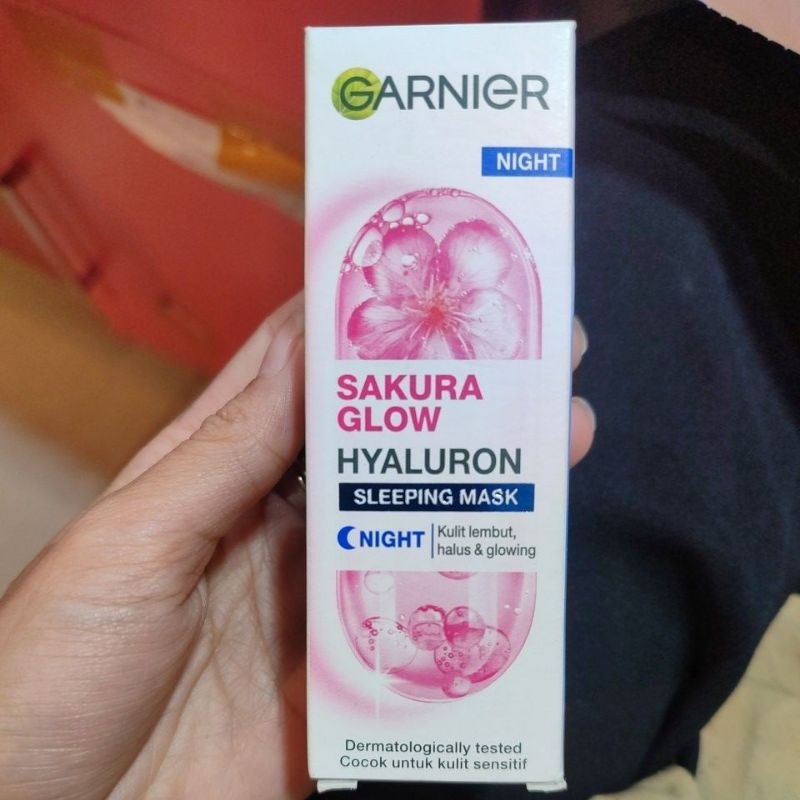 GARNIER
NIGHT
SAKURA
GLOW
HYALURON
SLEEPING MASK
NIGHT
Kulit lembut,
halus & glowing
Dermatologically tested
Cocok untuk kulit sensitif